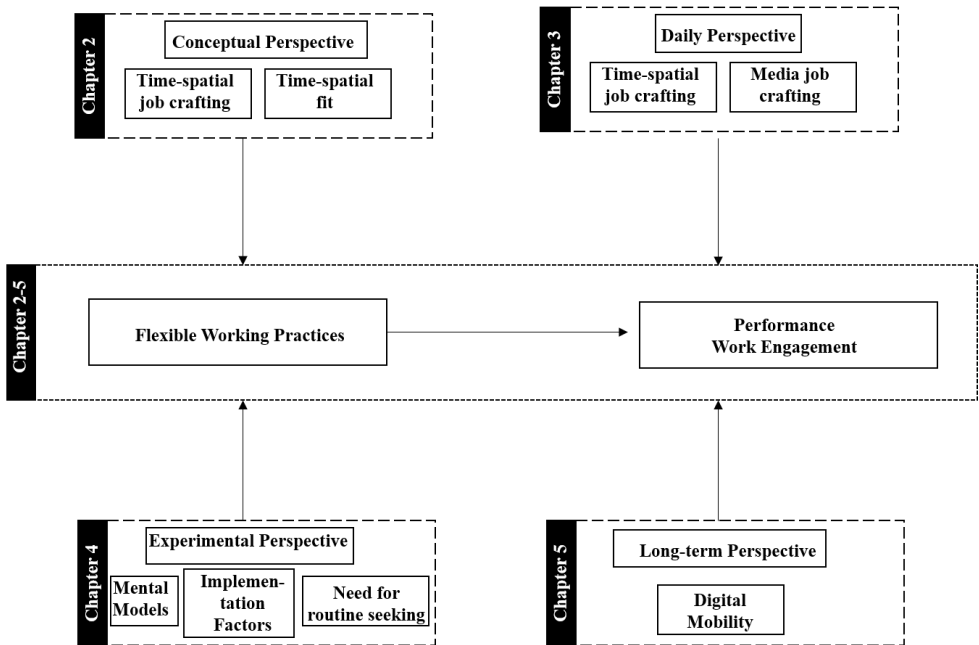 Chapter 2
Conceptual Perspective
Time-spatial
job crafting
Time-spatial
fit
Chapter 3
Daily Perspective
Time-spatial
job crafting
Media job
crafting
Chapter 2-5
Flexible Working Practices
Performance
Work Engagement
Chapter 4
Experimental Perspective
Mental
Models
Implemen-
tation
Factors
Need for
routine seeking
Chapter 5
Long-term Perspective
Digital
Mobility